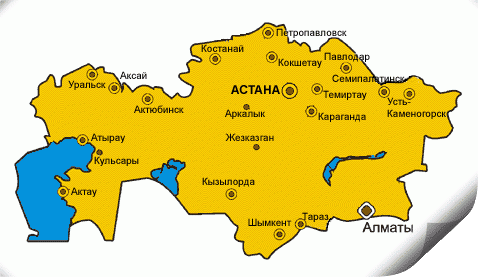 Петропавловск
Костанай
Кокшетау
Павлодар
Аксай
Уральск
Семипалатинск
АСТАНА
Темиртау
Усть-
Каменогорск
Актюбинск
Аркалык
Караганда
Атырау
Жезказган
Кульсары
Кызылорда
Актау
Тараз
Шымкент
Алматы